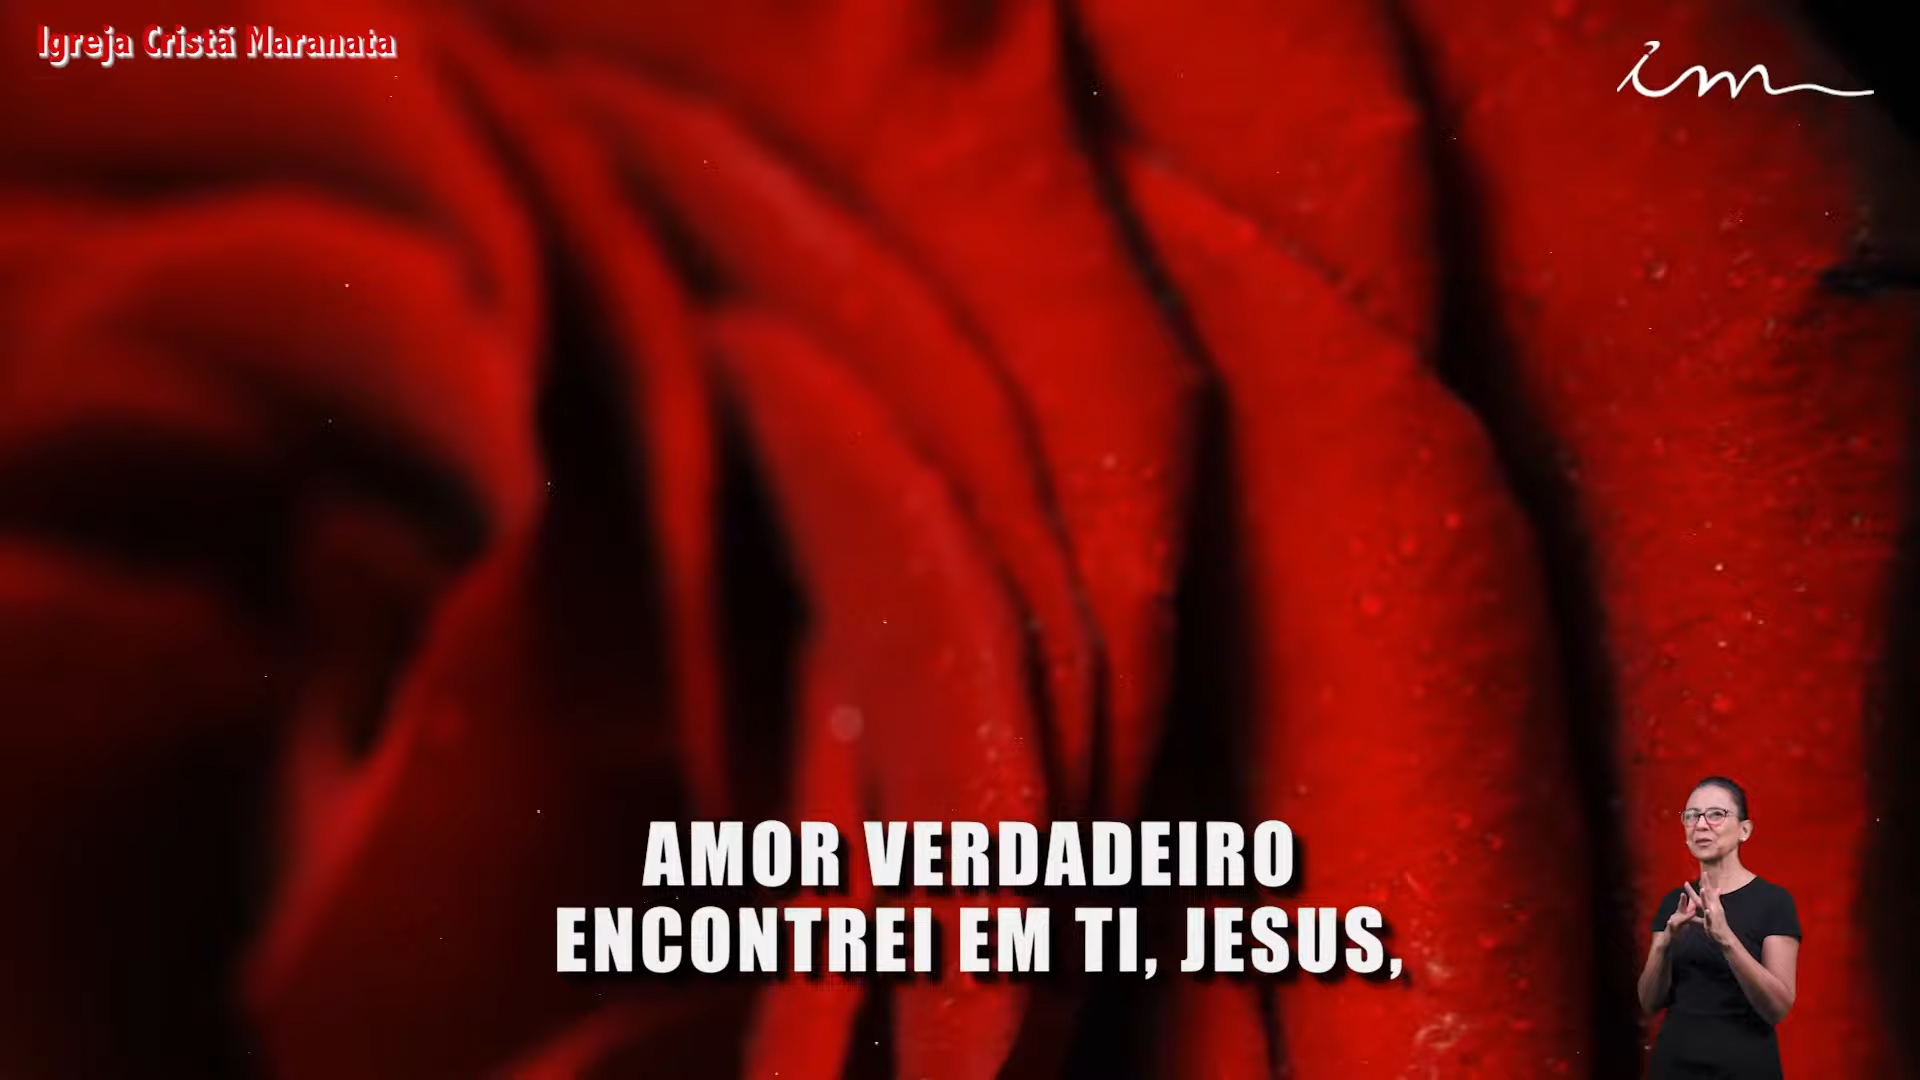 Igreja Cristã Maranata
im
AMOR VERDADEIRO
ENCONTREI EM TI, JESUS,